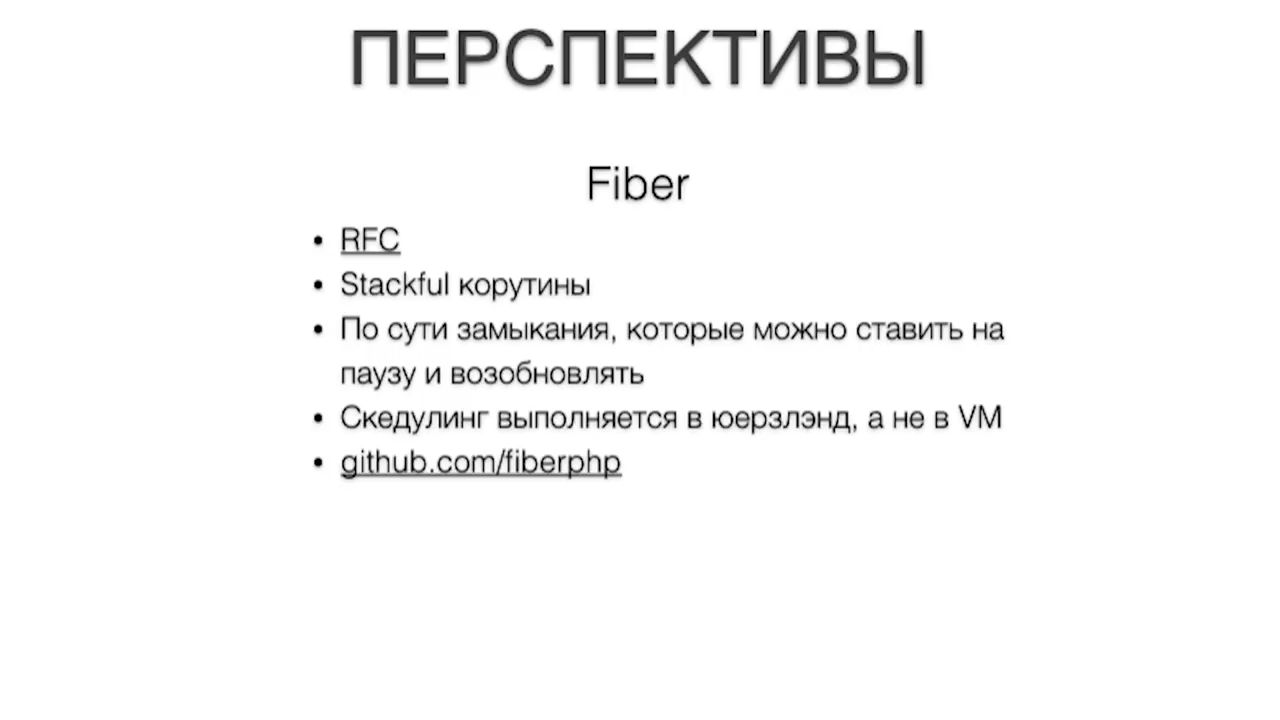 ПЕРСПЕКТИВЫ
Fiber
• RFC
• Stackful корутины
• По сути замыкания, которые можно ставить на
паузу и возобновлять
• Скедулинг выполняется в юерзлэнд, а не в VM
• github.com/fiberphp